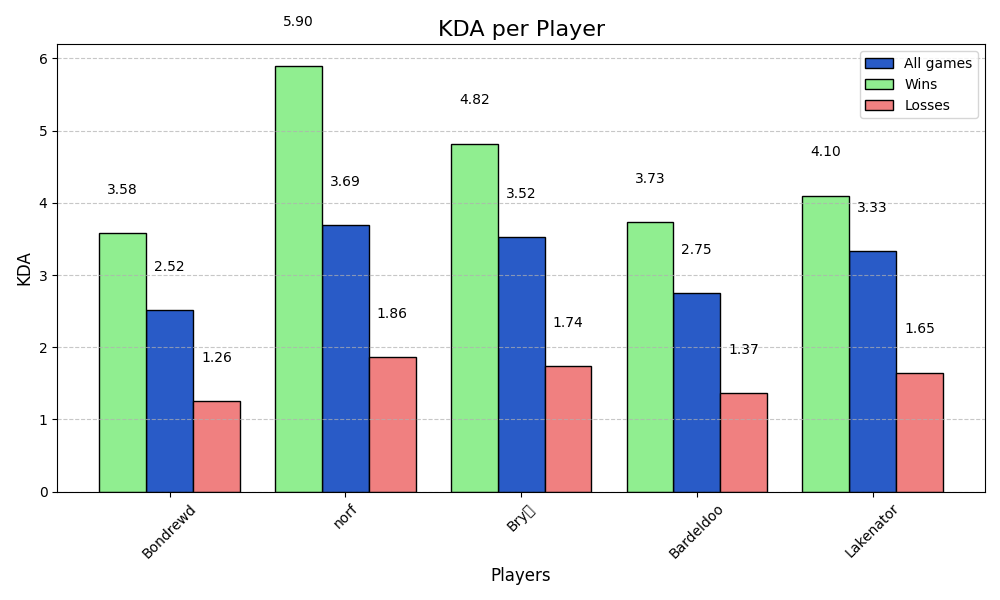 KDA per Player
All games
Wins
Losses
KDA
6
5
4
3
2
1
0
3.58
2.52
1.26
5.90
3.69
1.86
4.82
3.52
1.74
3.73
2.75
1.37
4.10
3.33
1.65
Bondrewd
norf
Bry
Bardeldoo
Lakenator
Players